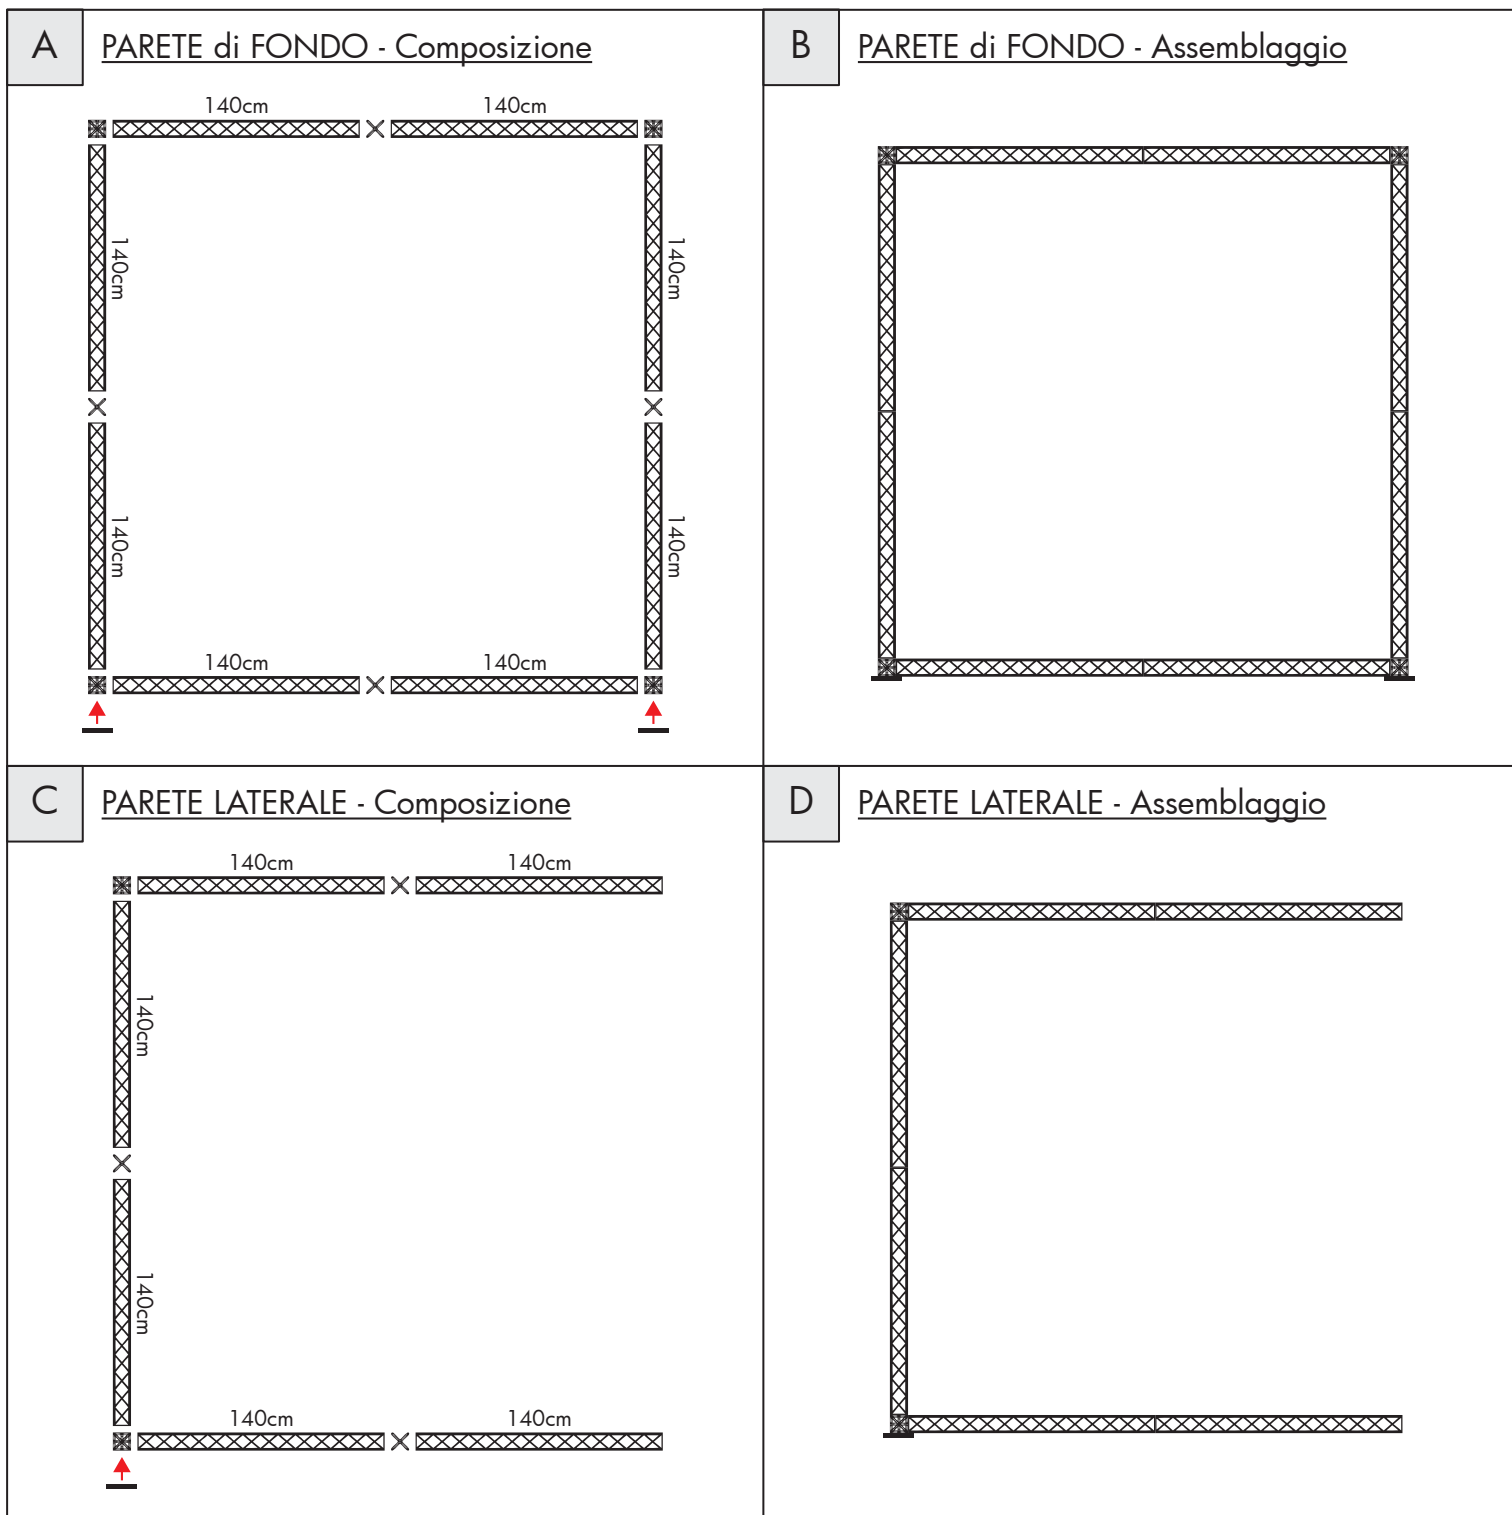 A
PARETE di FONDO - Composizione
140cm 140cm
140cm 140cm
140cm 140cm
140cm 140cm
B
PARETE di FONDO - Assemblaggio
C
PARETE LATERALE - Composizione
140cm 140cm
140cm
140cm
140cm 140cm
D
PARETE LATERALE - Assemblaggio